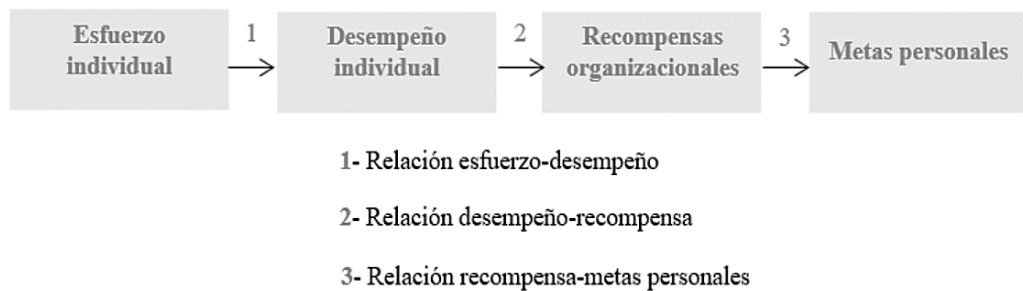 Esfuerzo
individual
1
Desempeño
individual
2
Recompensas
organizacionales
3
Metas personales
1- Relación esfuerzo-desempeño
2- Relación desempeño-recompensa
3- Relación recompensa-metas personales